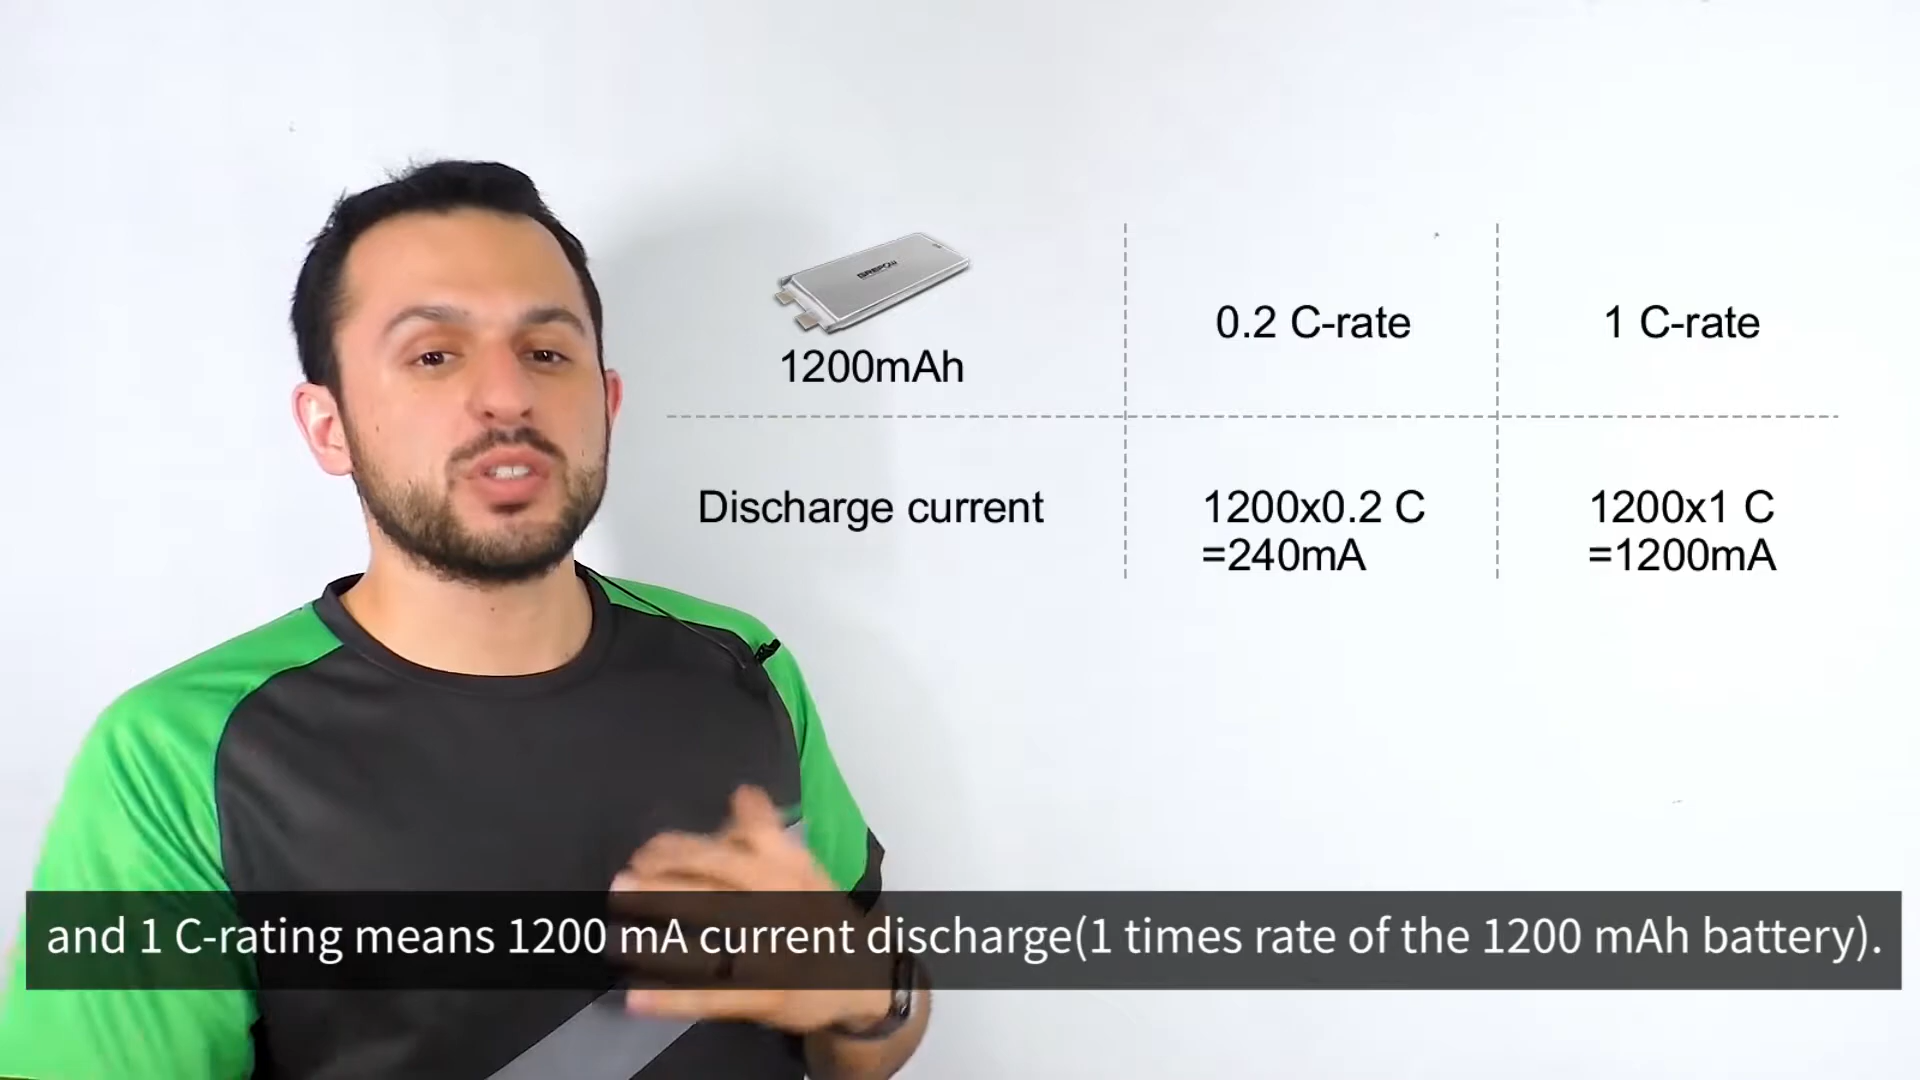 GREPOW
1200mAh
0.2 C-rate
1 C-rate
Discharge current
1200x0.2 C
=240mA
1200x1 C
=1200mA
and 1 C-rating means 1200 mA current discharge(1 times rate of the 1200 mAh battery).